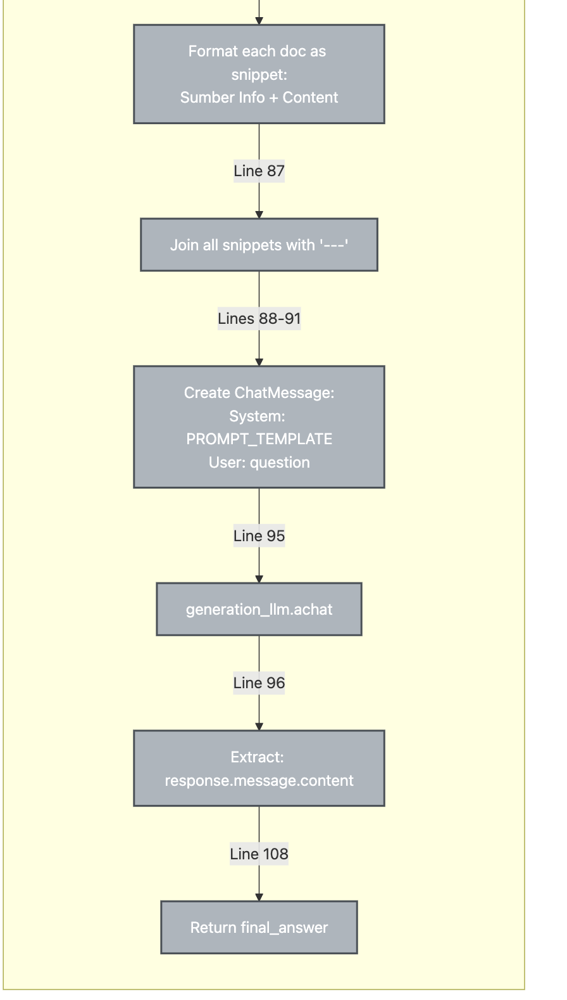 Format each doc as
snippet:
Sumber Info + Content
Line 87
Join all snippets with '---'
Lines 88-91
Create ChatMessage:
System:
PROMPT_TEMPLATE
User: question
Line 95
generation_llm.achat
Line 96
Extract:
response.message.content
Line 108
Return final_answer